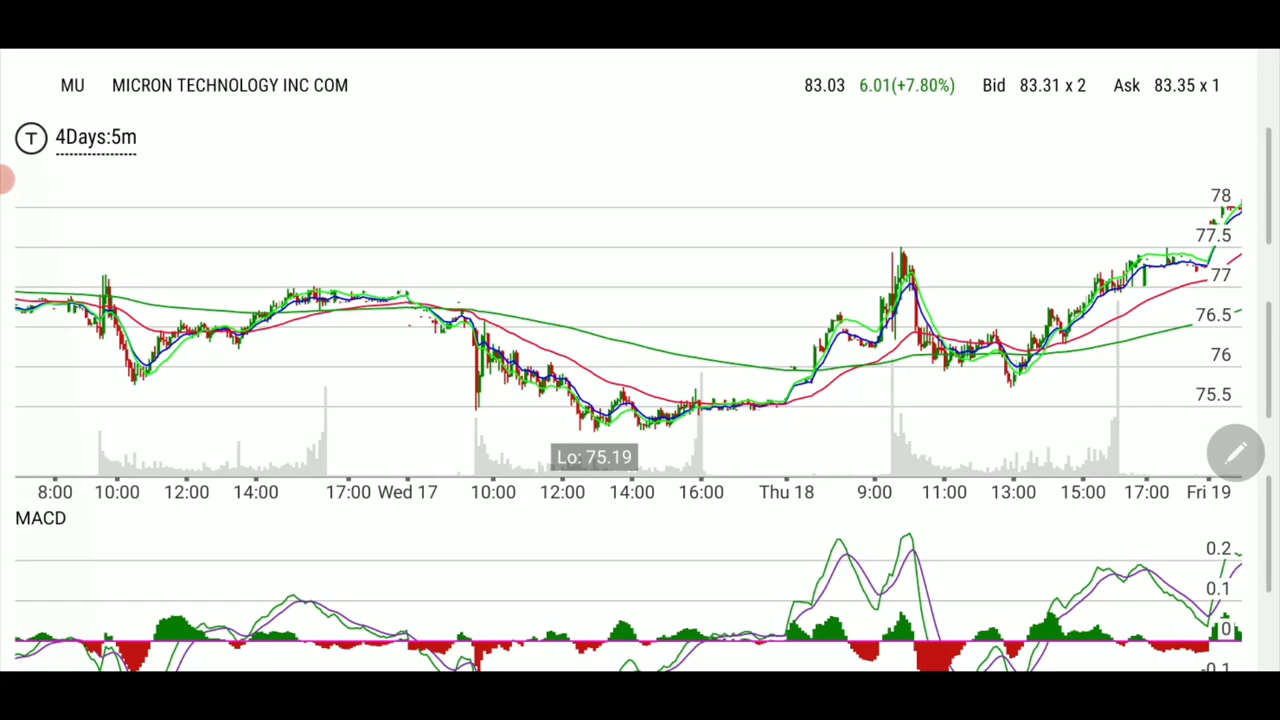 MU MICRON TECHNOLOGY INC COM 83.03 6.01(+7.80%) Bid 83.31 x 2 Ask 83.35 x 1
T 4Days:5m
78
77.5
77
76.5
76
75.5
Lo: 75.19
8:00 10:00 12:00 14:00 17:00 Wed 17 10:00 12:00 14:00 16:00 Thu 18 9:00 11:00 13:00 15:00 17:00 Fri 19
MACD
0.2
0.1
0
-0.1